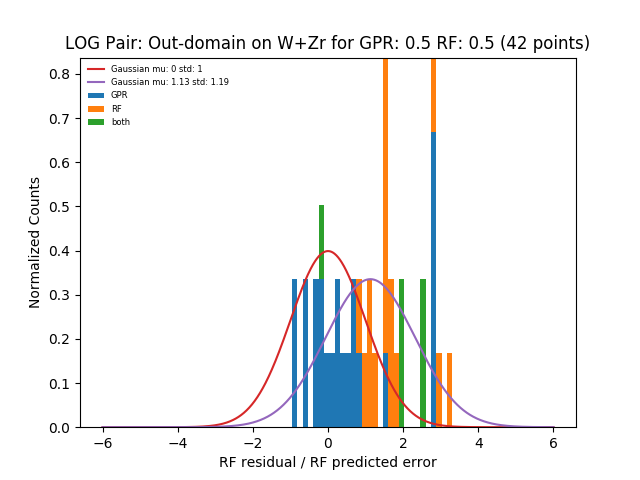 LOG Pair: Out-domain on W+Zr for GPR: 0.5 RF: 0.5 (42 points)
Gaussian mu: 0 std: 1
Gaussian mu: 1.13 std: 1.19
GPR
RF
both
Normalized Counts
0.8
0.7
0.6
0.5
0.4
0.3
0.2
0.1
0.0
−6 −4 −2 0 2 4 6
RF residual / RF predicted error